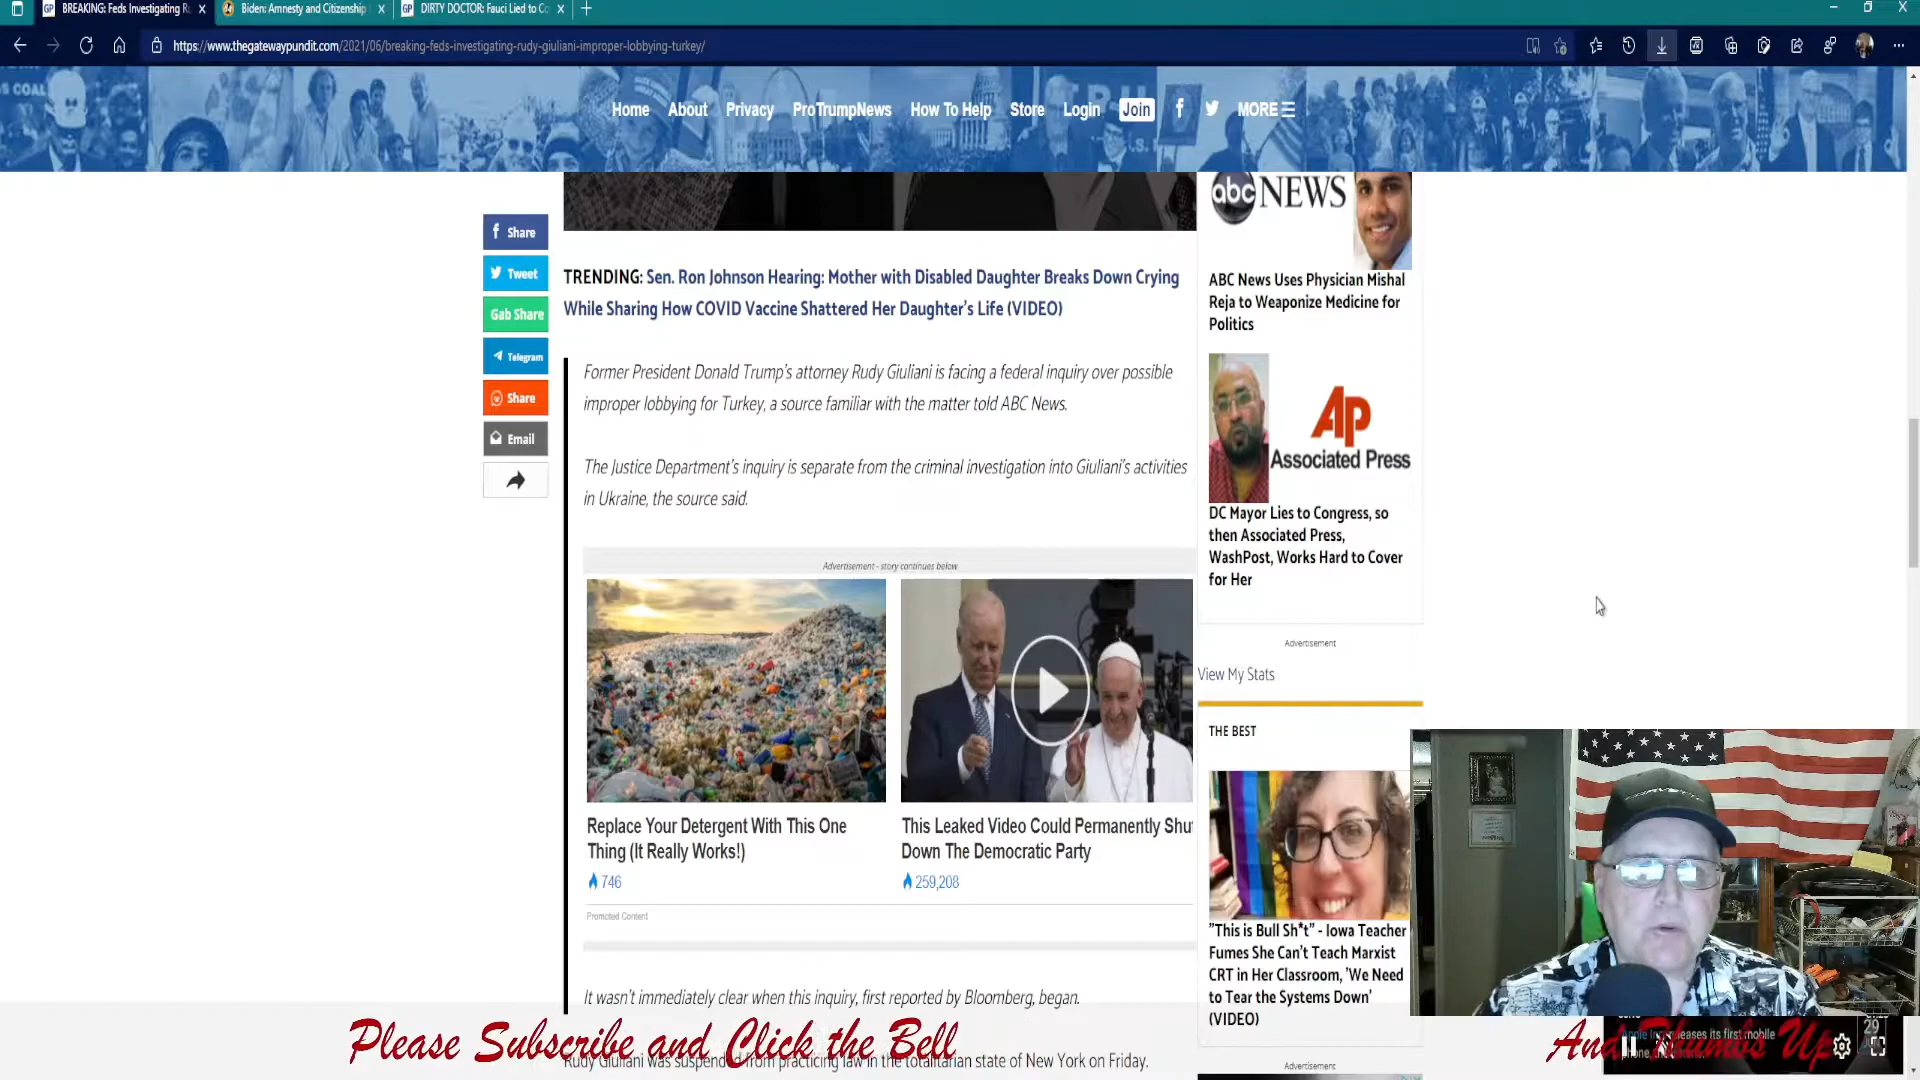 BREAKING: Feds Investigating Ru
Biden: Amnesty and Citizenship
DIRTY DOCTOR: Fauci Lied to Co
https://www.thegatewaypundit.com/2021/06/breaking-feds-investigating-rudy-giuliani-improper-lobbying-turkey/
S COAL
Home About Privacy ProTrumpNews How To Help Store Login Join MORE
Share
Tweet
Gab Share
Telegram
Share
Email
TRENDING: Sen. Ron Johnson Hearing: Mother with Disabled Daughter Breaks Down Crying
While Sharing How COVID Vaccine Shattered Her Daughter's Life (VIDEO)
Former President Donald Trump's attorney Rudy Giuliani is facing a federal inquiry over possible
improper lobbying for Turkey, a source familiar with the matter told ABC News.
The Justice Department's inquiry is separate from the criminal investigation into Giuliani's activities
in Ukraine, the source said.
Advertisement - story continues below
Replace Your Detergent With This One
Thing (It Really Works!)
746
This Leaked Video Could Permanently Shut
Down The Democratic Party
259,208
Promoted Content
It wasn't immediately clear when this inquiry, first reported by Bloomberg, began.
Rudy Giuliani was suspended from practicing law in the totalitarian state of New York on Friday.
abc NEWS
ABC News Uses Physician Mishal
Reja to Weaponize Medicine for
Politics
AP
Associated Press
DC Mayor Lies to Congress, so
then Associated Press,
WashPost, Works Hard to Cover
for Her
Advertisement
View My Stats
THE BEST
"This is Bull Sh*t" - Iowa Teacher
Fumes She Can't Teach Marxist
CRT in Her Classroom, 'We Need
to Tear the Systems Down'
(VIDEO)
Advertisement
Please Subscribe and Click the Bell
And Thumbs Up
releases its first mobile
29